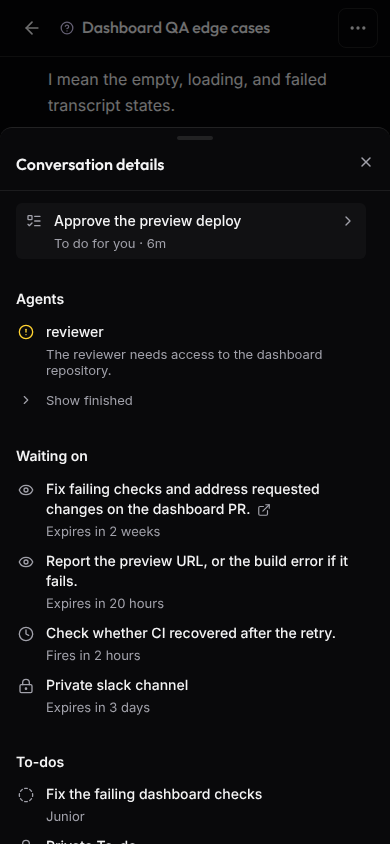 Dashboard QA edge cases
I mean the empty, loading, and failed
transcript states.
Conversation details
Approve the preview deploy
To do for you · 6m
Agents
reviewer
The reviewer needs access to the dashboard
repository.
Show finished
Waiting on
Fix failing checks and address requested
changes on the dashboard PR.
Expires in 2 weeks
Report the preview URL, or the build error if it
fails.
Expires in 20 hours
Check whether CI recovered after the retry.
Fires in 2 hours
Private slack channel
Expires in 3 days
To-dos
Fix the failing dashboard checks
Junior
Private To-do